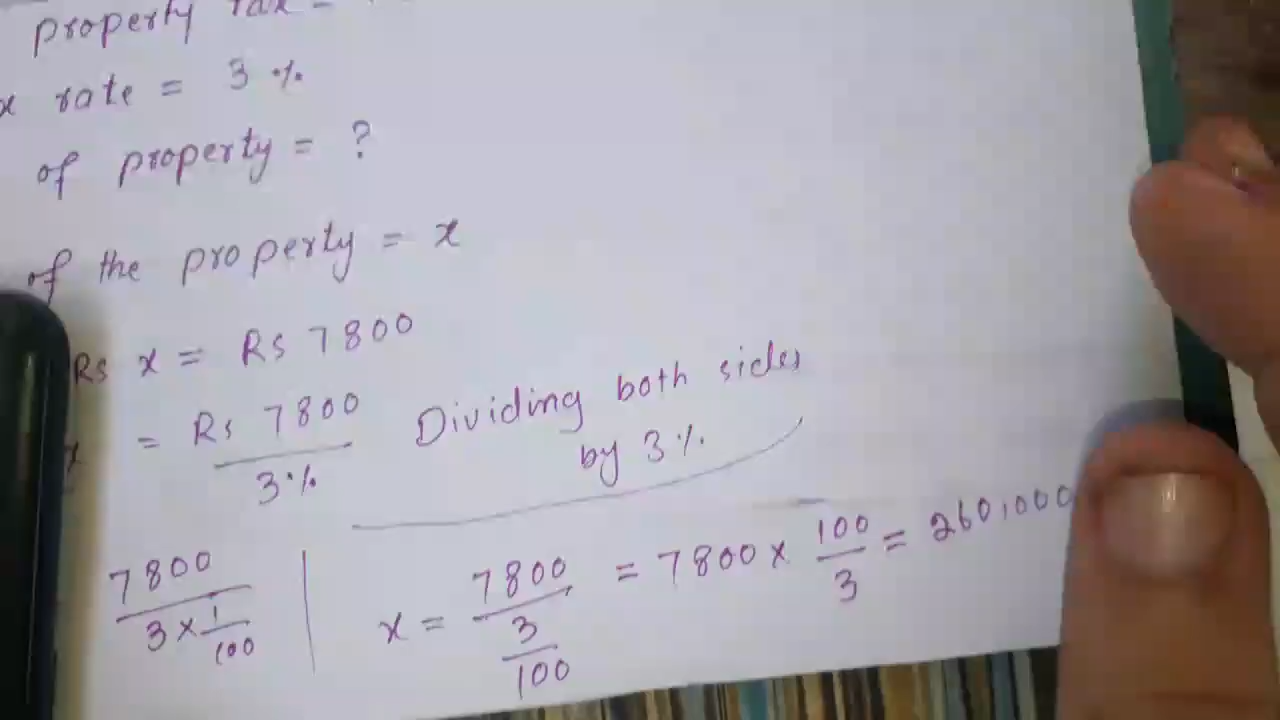 property tax =
x rate = 3 %
of property = ?
of the property = x
Rs x = Rs 7800
x = Rs 7800 / 3% Dividing both sides
by 3%
7800 / 3 × 1/100 | x = 7800 / 3/100 = 7800 × 100/3 = 260,000